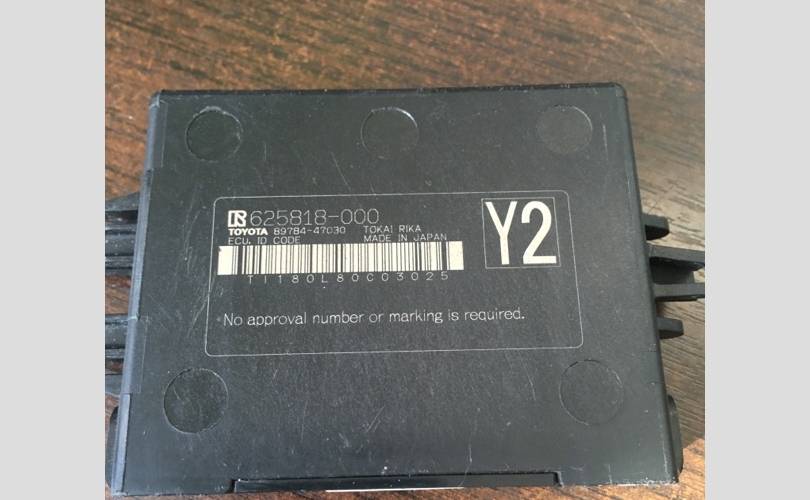 625818-000
TOYOTA 89784-47030 TOKAI RIKA
ECU, ID CODE MADE IN JAPAN
Y2
T1180L80C03025
No approval number or marking is required.